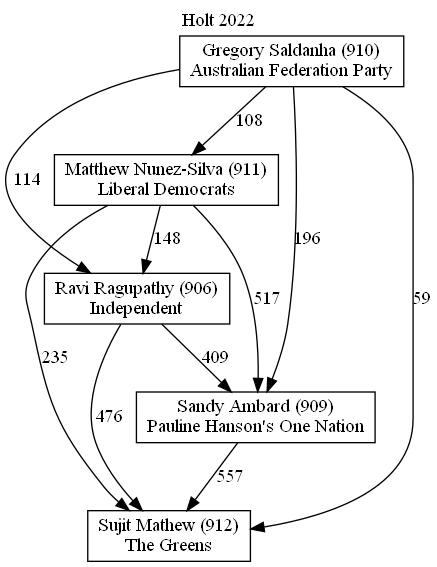 Holt 2022
Gregory Saldanha (910)
Australian Federation Party
108
Matthew Nunez-Silva (911)
Liberal Democrats
114
148
196
Ravi Ragupathy (906)
Independent
517
59
235
409
Sandy Ambard (909)
Pauline Hanson's One Nation
476
557
Sujit Mathew (912)
The Greens